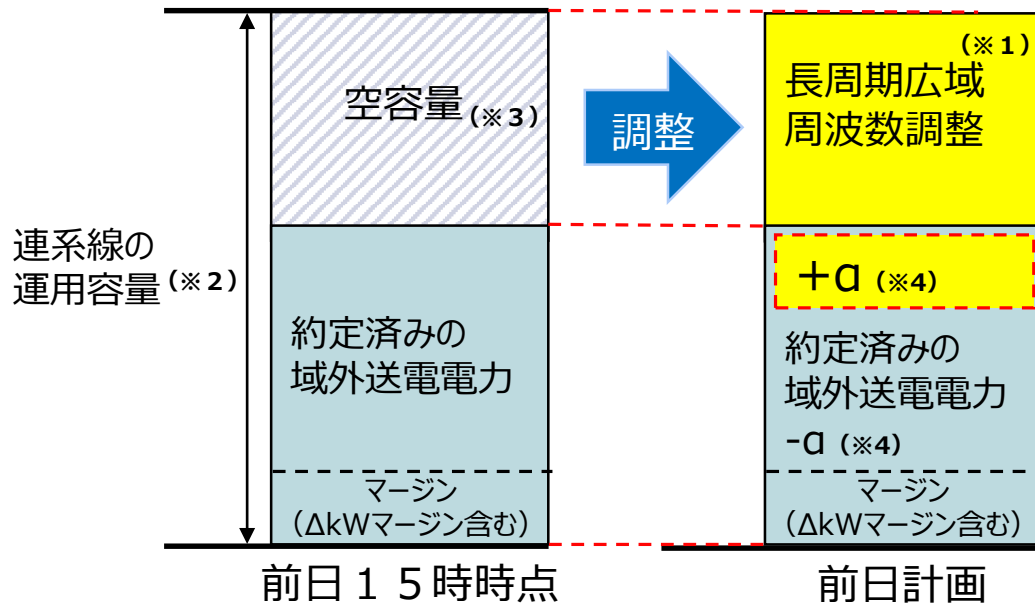 連系線の
運用容量(※2)
空容量(※3)
約定済みの
域外送電電力
マージン
(ΔkWマージン含む)
前日15時時点
調整
(※1)
長周期広域
周波数調整
+α(※4)
約定済みの
域外送電電力
-α(※4)
マージン
(ΔkWマージン含む)
前日計画